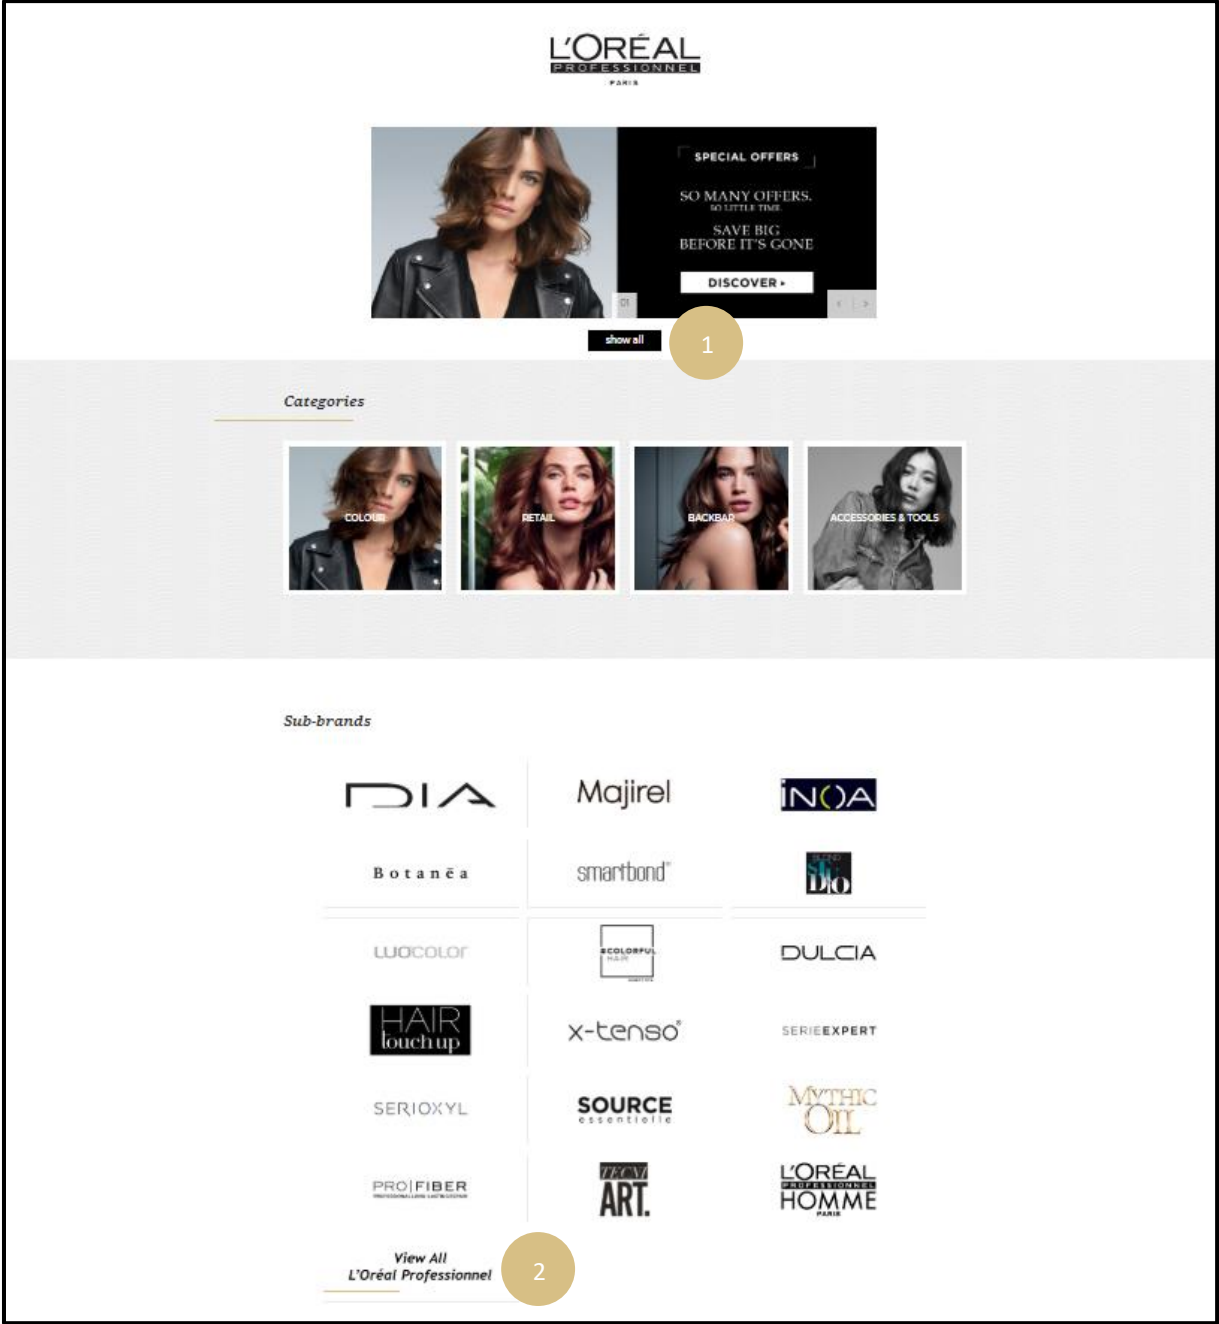 L'ORÉAL
PROFESSIONNEL
PARIS
SPECIAL OFFERS
SO MANY OFFERS.
SO LITTLE TIME.
SAVE BIG
BEFORE IT'S GONE
DISCOVER
01
show all
1
Categories
COLOUR
RETAIL
BACKBAR
ACCESSORIES & TOOLS
Sub-brands
DIA
Majirel
iNOA
Botanēa
smartbond
BLOND
STUDIO
LUOCOLOR
#COLORFUL
HAIR
DULCIA
HAIR
touch up
x-tenso®
SERIEEXPERT
SERIOXYL
SOURCE
essentielle
MYTHIC
OIL
PRO|FIBER
TECNI
ART.
L'ORÉAL
PROFESSIONNEL
HOMME
PARIS
View All
L'Oréal Professionnel
2